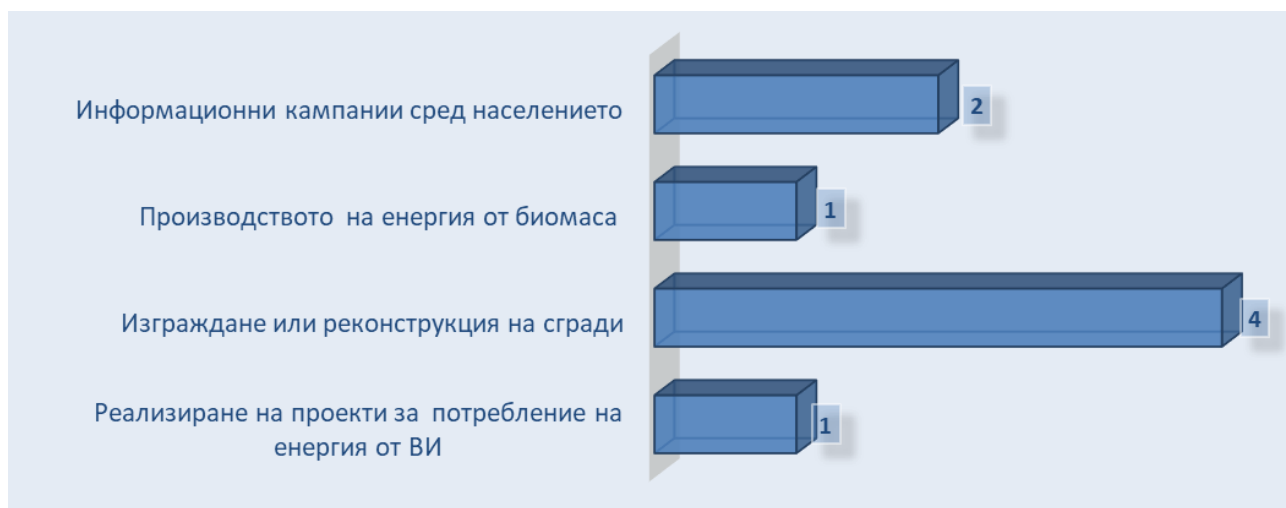 Информационни кампании сред населението
2
Производството на енергия от биомаса
1
Изграждане или реконструкция на сгради
4
Реализиране на проекти за потребление на
енергия от ВИ
1